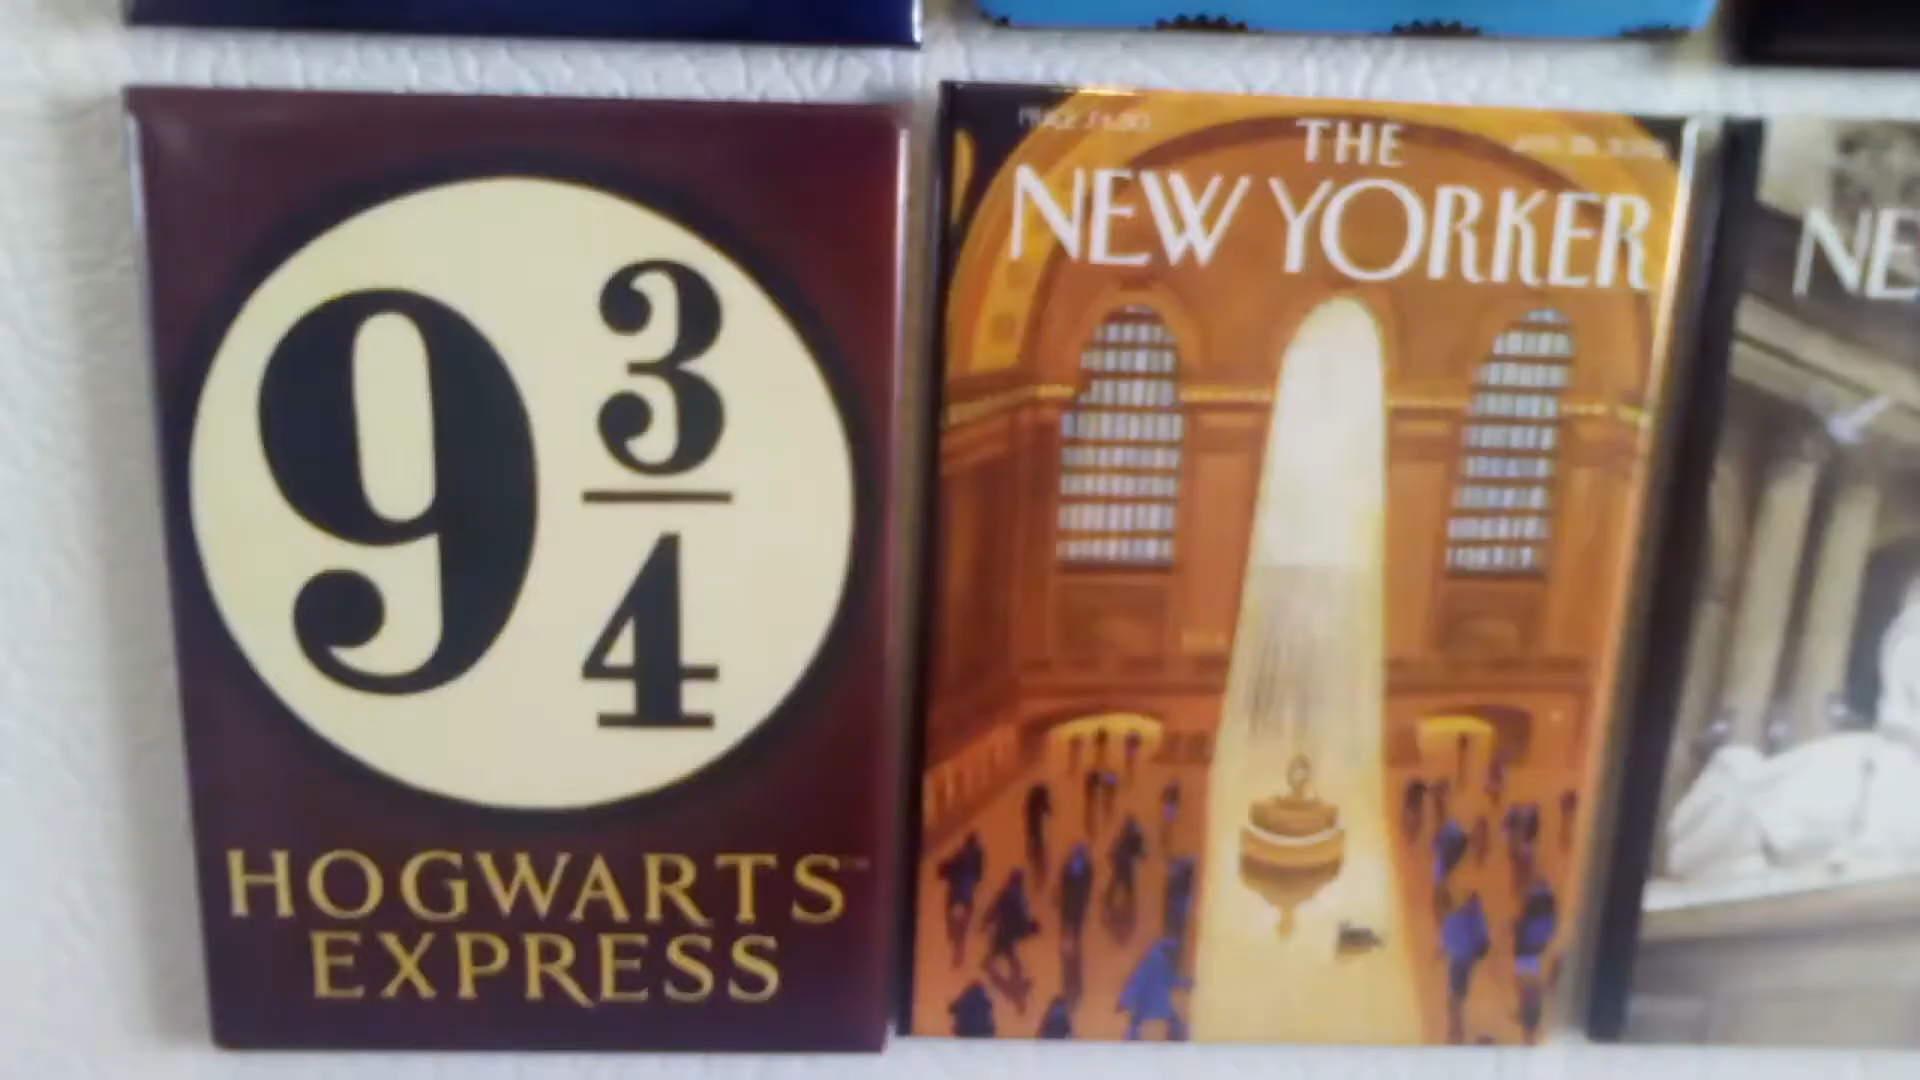 9 3/4
HOGWARTS™
EXPRESS
THE
NEW YORKER
NE